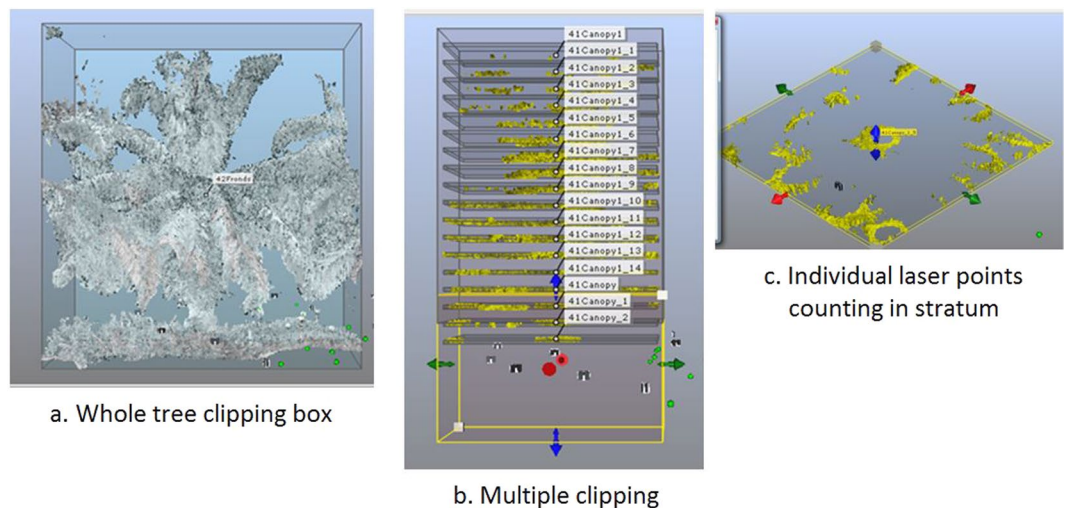 42Fronds
a. Whole tree clipping box
41Canopy1
41Canopy1_1
41Canopy1_2
41Canopy1_3
41Canopy1_4
41Canopy1_5
41Canopy1_6
41Canopy1_7
41Canopy1_8
41Canopy1_9
41Canopy1_10
41Canopy1_11
41Canopy1_12
41Canopy1_13
41Canopy1_14
41Canopy
41Canopy_1
41Canopy_2
b. Multiple clipping
c. Individual laser points
counting in stratum